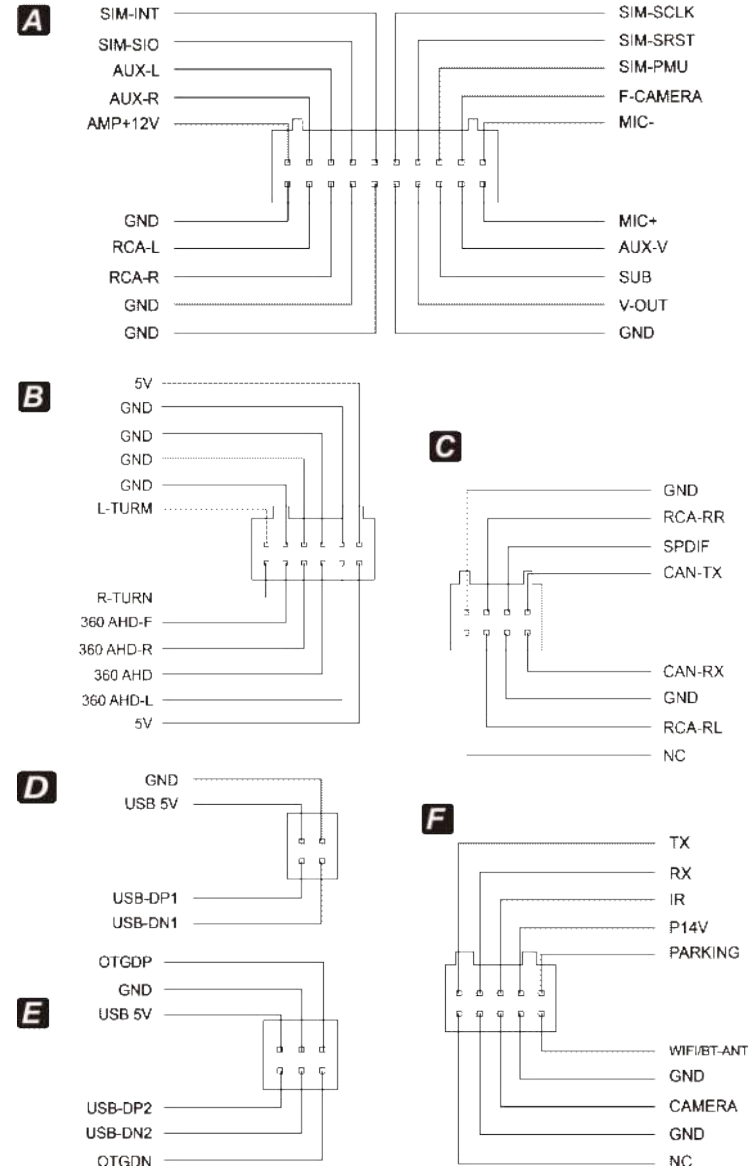 A
SIM-INT
SIM-SIO
AUX-L
AUX-R
AMP+12V
SIM-SCLK
SIM-SRST
SIM-PMU
F-CAMERA
MIC-
GND
RCA-L
RCA-R
GND
GND
MIC+
AUX-V
SUB
V-OUT
GND
B
5V
GND
GND
GND
GND
L-TURM
R-TURN
360 AHD-F
360 AHD-R
360 AHD
360 AHD-L
5V
C
GND
RCA-RR
SPDIF
CAN-TX
CAN-RX
GND
RCA-RL
NC
D
GND
USB 5V
USB-DP1
USB-DN1
E
OTGDP
GND
USB 5V
USB-DP2
USB-DN2
OTGDN
F
TX
RX
IR
P14V
PARKING
WIFI/BT-ANT
GND
CAMERA
GND
NC